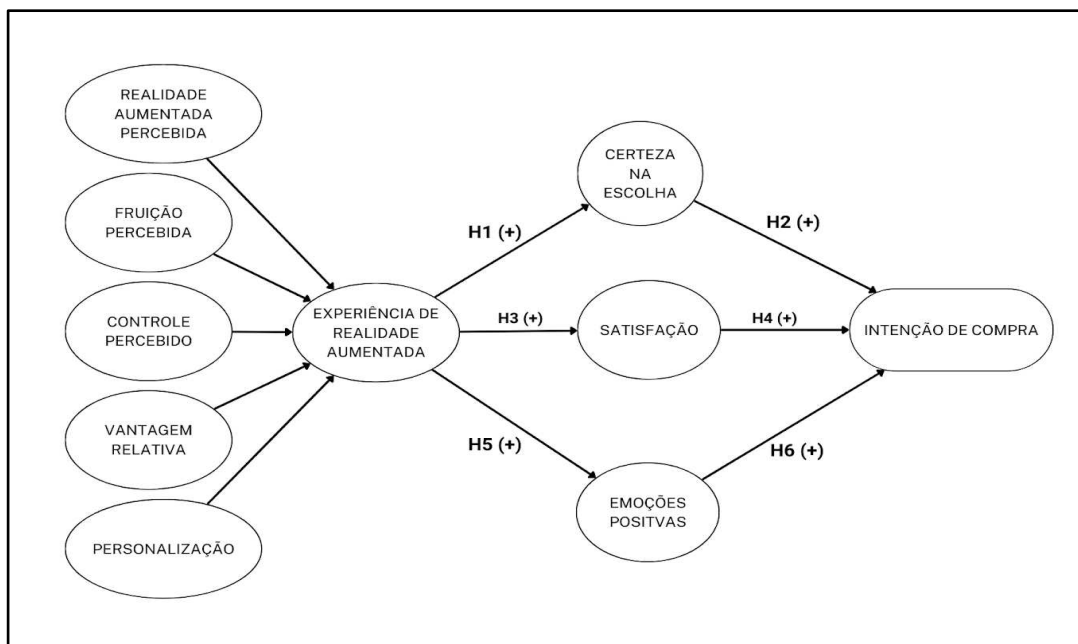 REALIDADE
AUMENTADA
PERCEBIDA
FRUIÇÃO
PERCEBIDA
CONTROLE
PERCEBIDO
VANTAGEM
RELATIVA
PERSONALIZAÇÃO
EXPERIÊNCIA DE
REALIDADE
AUMENTADA
H1 (+)
H3 (+)
H5 (+)
CERTEZA
NA
ESCOLHA
SATISFAÇÃO
EMOÇÕES
POSITVAS
H2 (+)
H4 (+)
H6 (+)
INTENÇÃO DE COMPRA